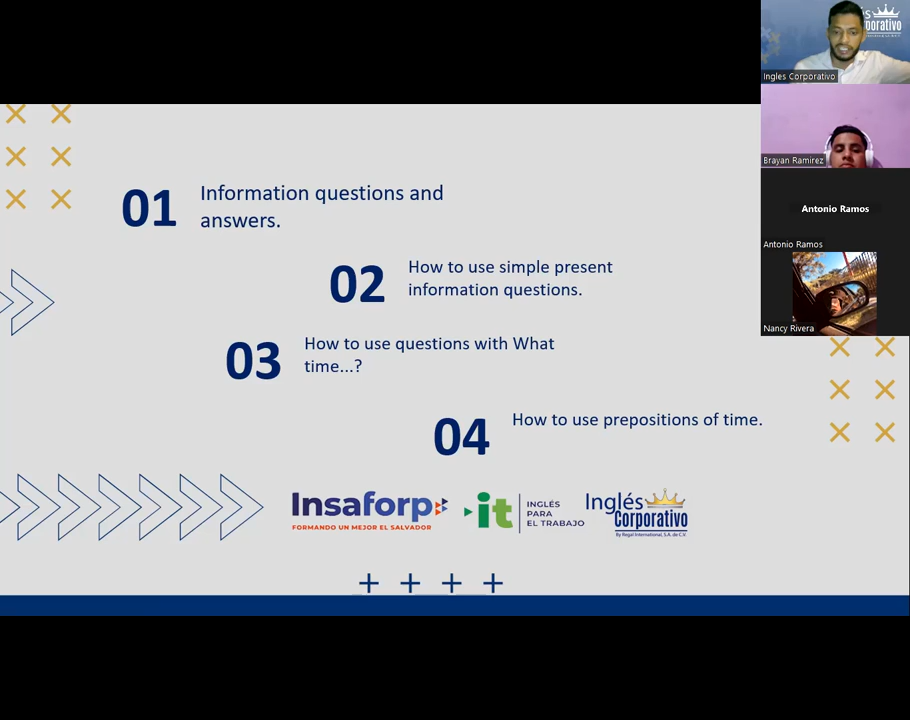 01
Information questions and
answers.
02
How to use simple present
information questions.
03
How to use questions with What
time...?
04
How to use prepositions of time.
Insaforp
FORMANDO UN MEJOR EL SALVADOR
it
INGLÉS
PARA
EL TRABAJO
Inglés
Corporativo
By Regal International, S.A. de C.V.
Ingles Corporativo
Brayan Ramirez
Antonio Ramos
Antonio Ramos
Nancy Rivera